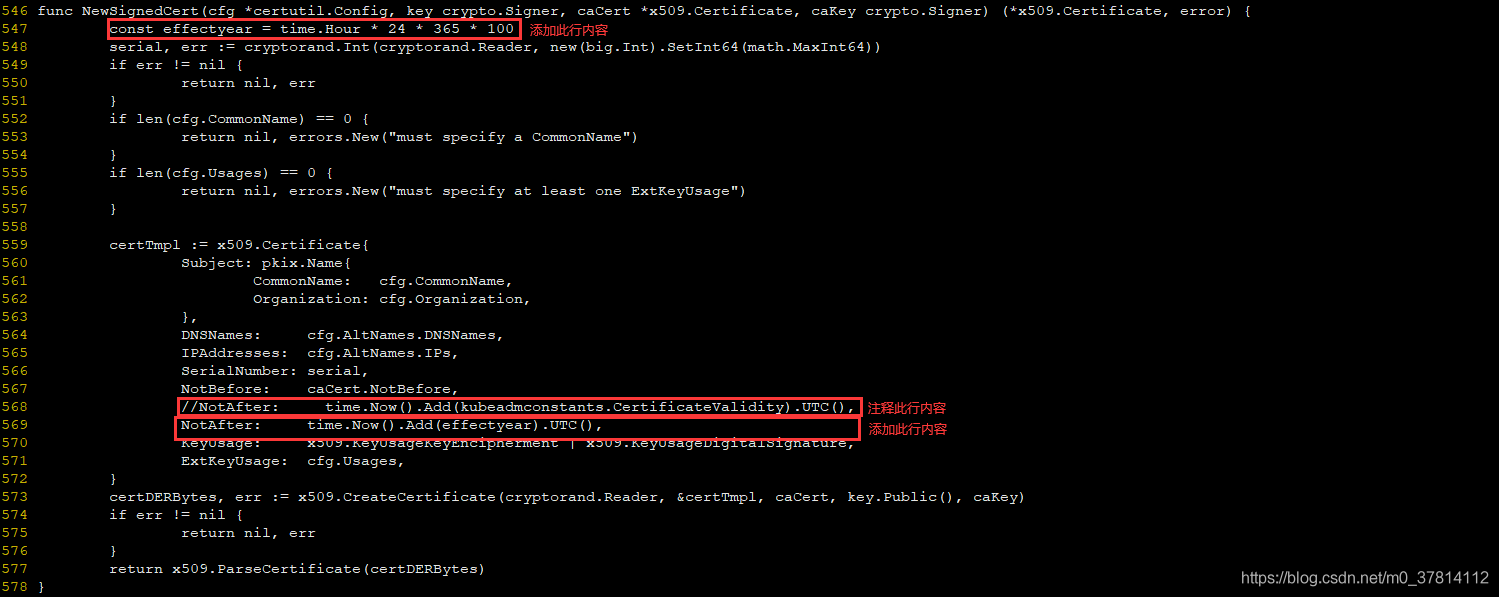 546 func NewSignedCert(cfg *certutil.Config, key crypto.Signer, caCert *x509.Certificate, caKey crypto.Signer) (*x509.Certificate, error) {
547 const effectyear = time.Hour * 24 * 365 * 100 添加此行内容
548 serial, err := cryptorand.Int(cryptorand.Reader, new(big.Int).SetInt64(math.MaxInt64))
549 if err != nil {
550 return nil, err
551 }
552 if len(cfg.CommonName) == 0 {
553 return nil, errors.New("must specify a CommonName")
554 }
555 if len(cfg.Usages) == 0 {
556 return nil, errors.New("must specify at least one ExtKeyUsage")
557 }
558
559 certTmpl := x509.Certificate{
560 Subject: pkix.Name{
561 CommonName: cfg.CommonName,
562 Organization: cfg.Organization,
563 },
564 DNSNames: cfg.AltNames.DNSNames,
565 IPAddresses: cfg.AltNames.IPs,
566 SerialNumber: serial,
567 NotBefore: caCert.NotBefore,
568 //NotAfter: time.Now().Add(kubeadmconstants.CertificateValidity).UTC(), 注释此行内容
569 NotAfter: time.Now().Add(effectyear).UTC(), 添加此行内容
570 KeyUsage: x509.KeyUsageKeyEncipherment | x509.KeyUsageDigitalSignature,
571 ExtKeyUsage: cfg.Usages,
572 }
573 certDERBytes, err := x509.CreateCertificate(cryptorand.Reader, &certTmpl, caCert, key.Public(), caKey)
574 if err != nil {
575 return nil, err
576 }
577 return x509.ParseCertificate(certDERBytes)
578 }
https://blog.csdn.net/m0_37814112